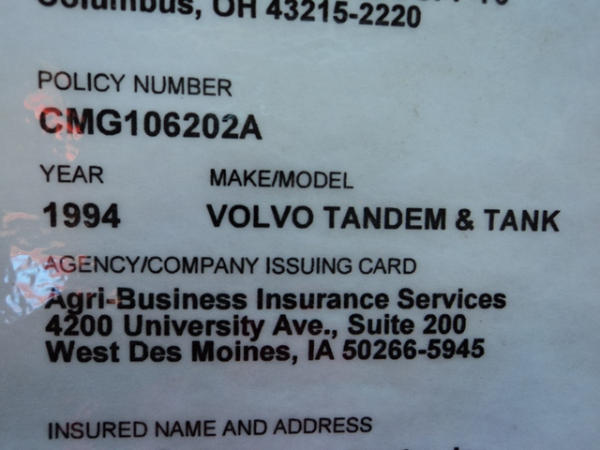 Columbus, OH 43215-2220
POLICY NUMBER
CMG106202A
YEAR MAKE/MODEL
1994 VOLVO TANDEM & TANK
AGENCY/COMPANY ISSUING CARD
Agri-Business Insurance Services
4200 University Ave., Suite 200
West Des Moines, IA 50266-5945
INSURED NAME AND ADDRESS